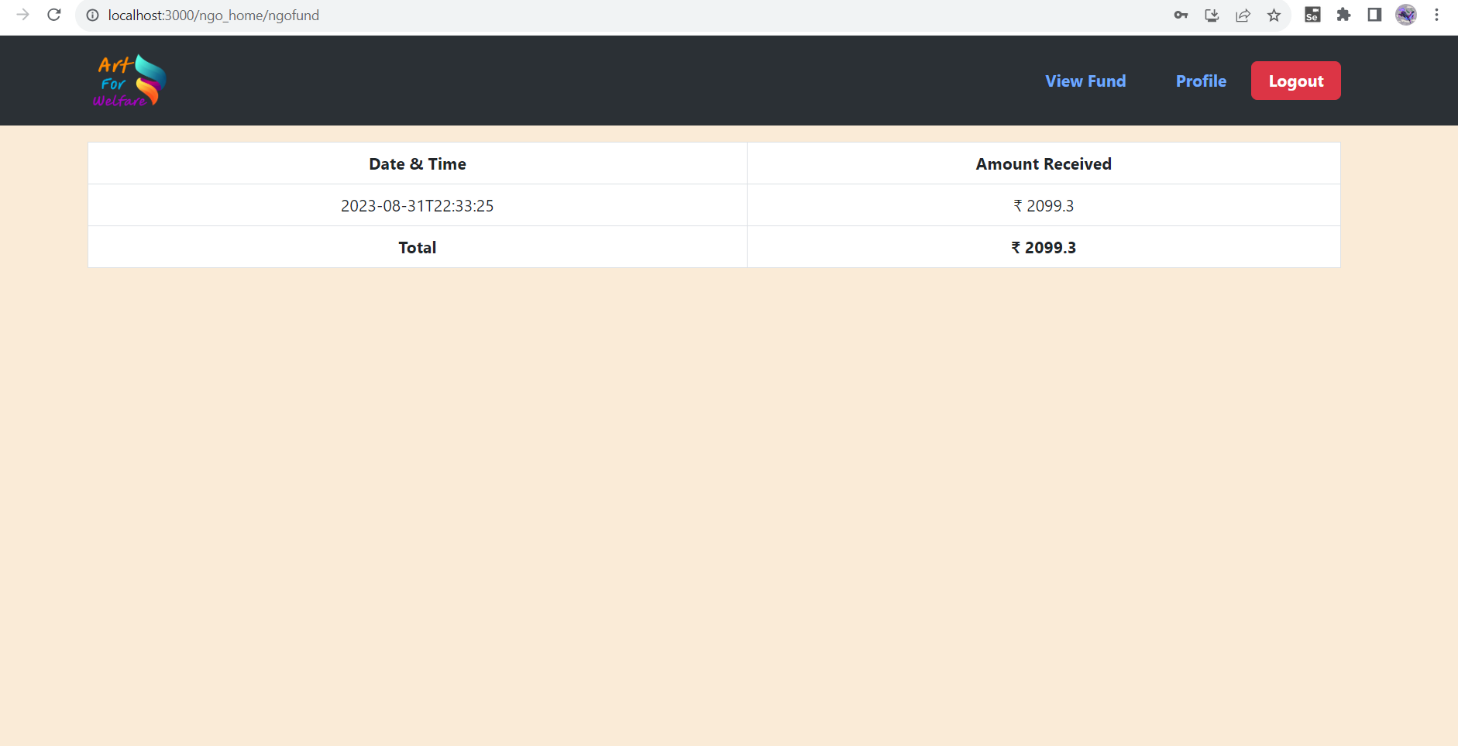 localhost:3000/ngo_home/ngofund
Se
Art
For
Welfare
View Fund Profile Logout
Date & Time Amount Received
2023-08-31T22:33:25 ₹ 2099.3
Total ₹ 2099.3